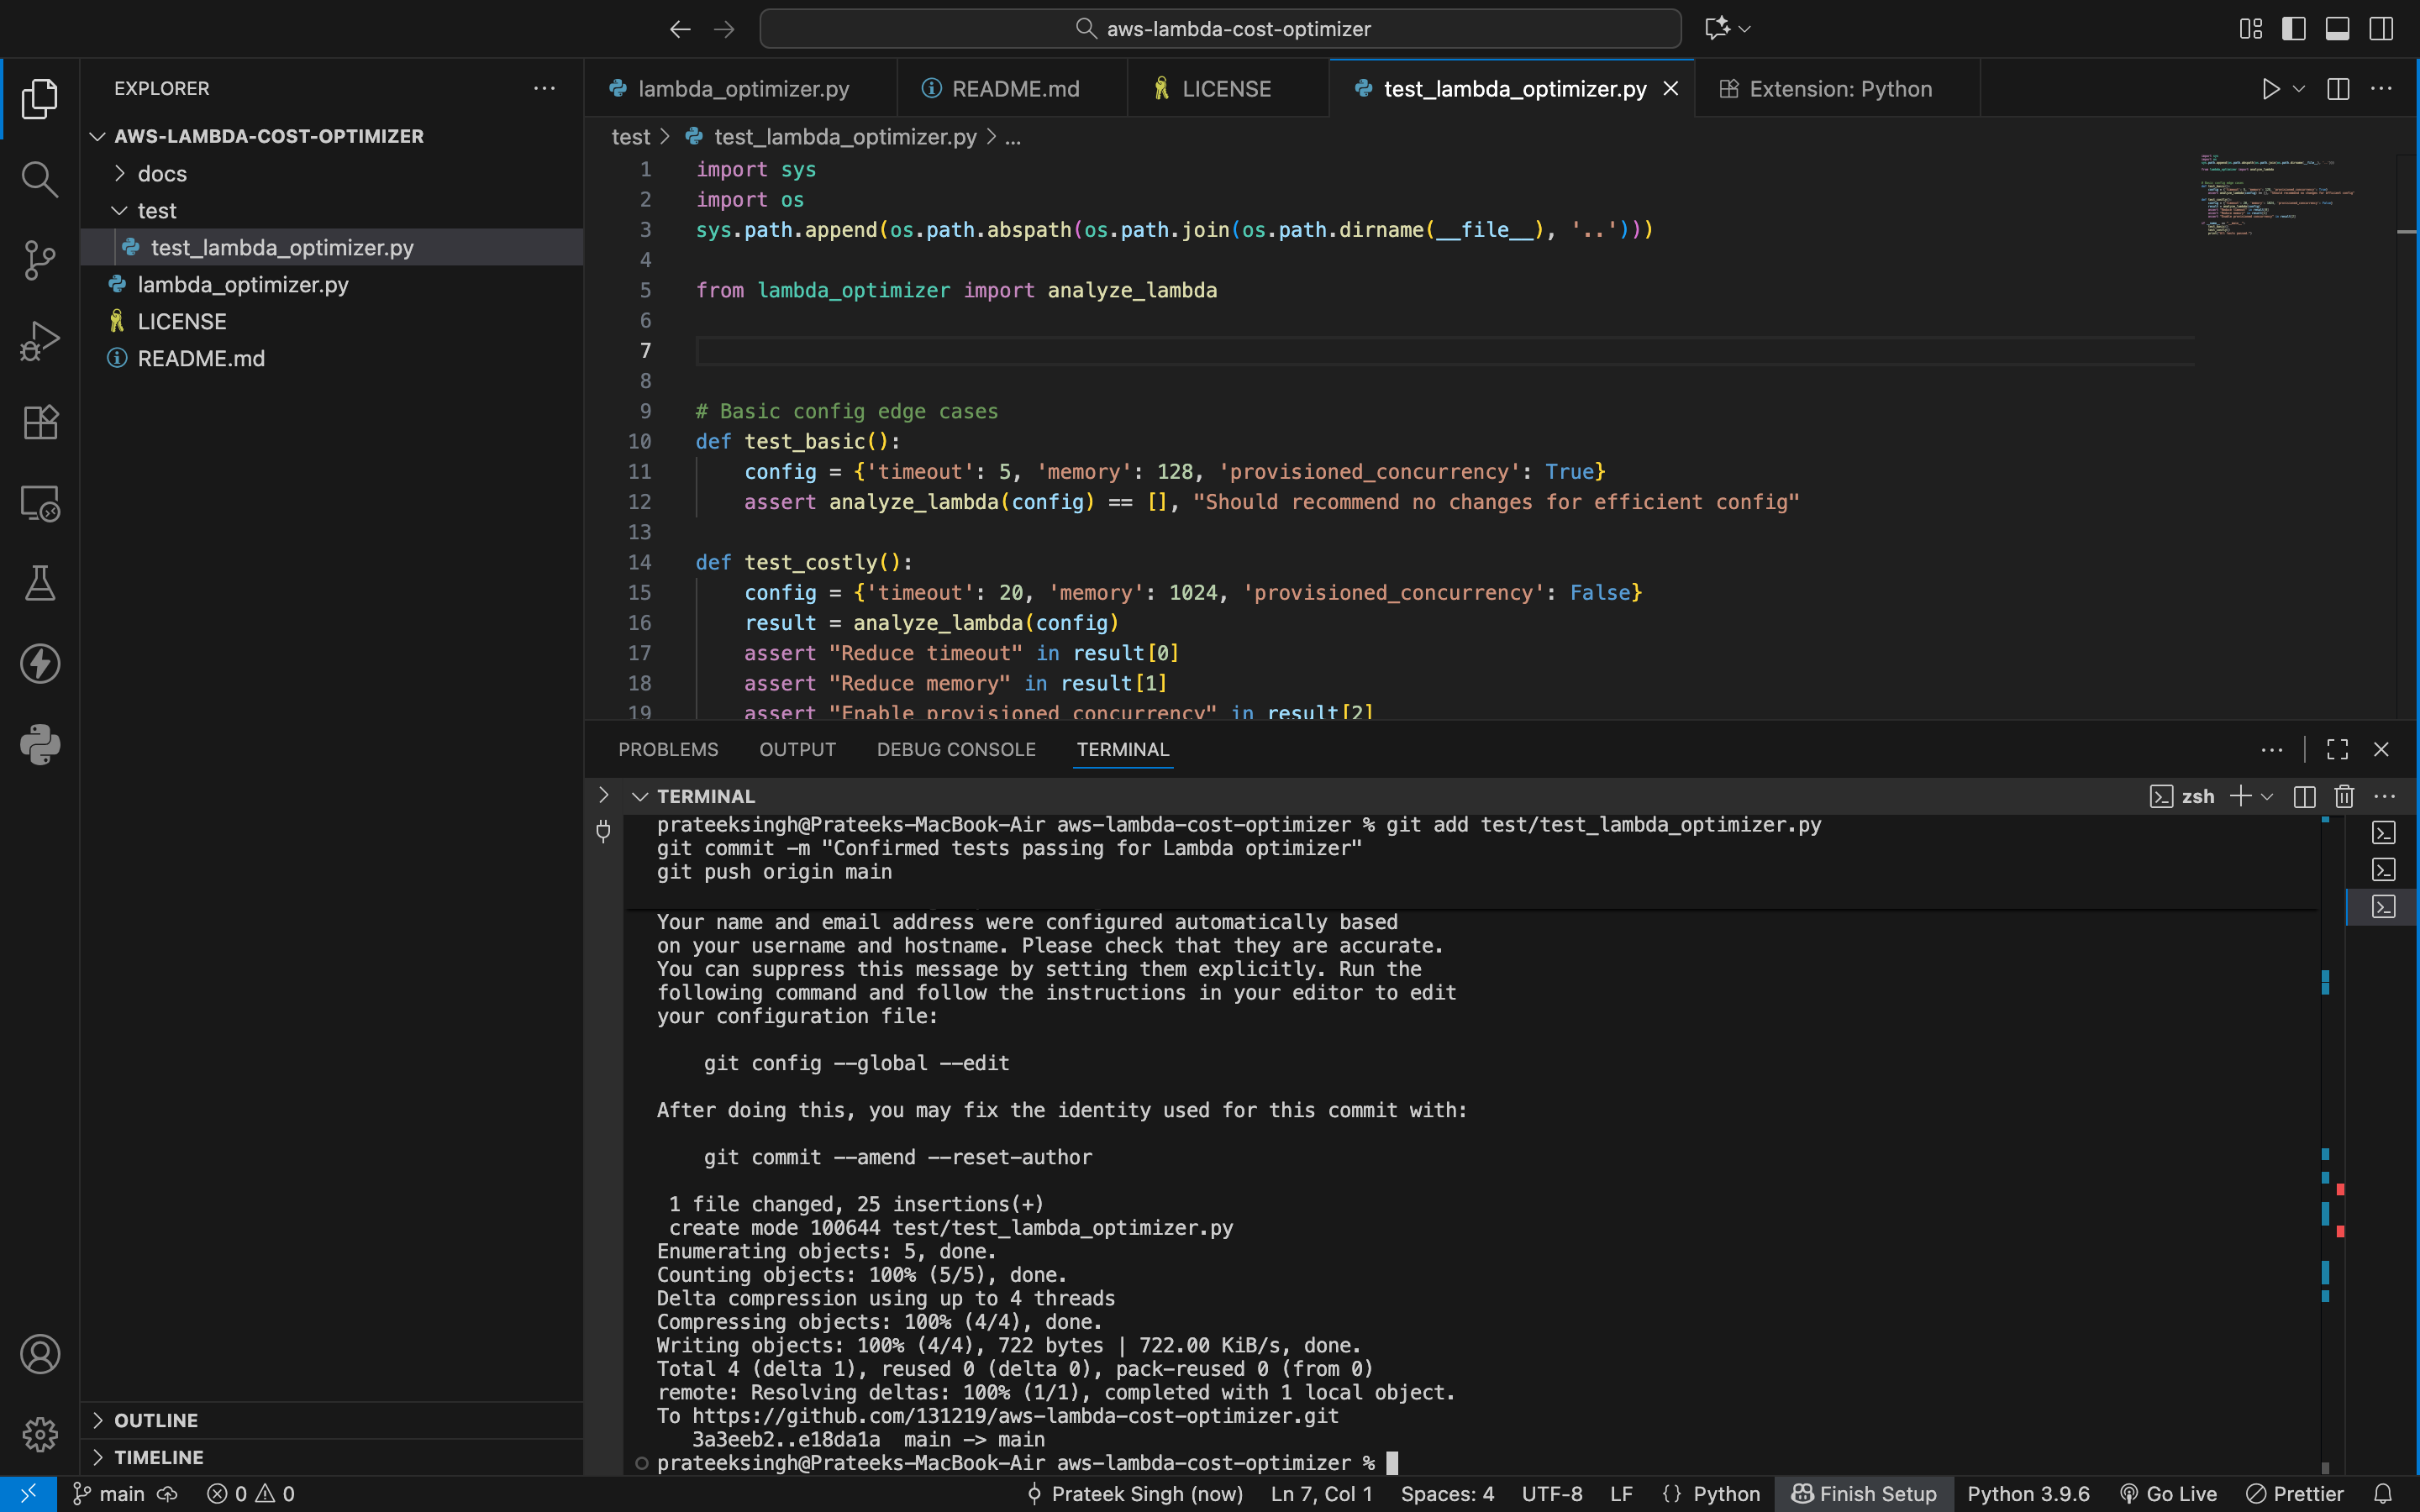 aws-lambda-cost-optimizer
EXPLORER
AWS-LAMBDA-COST-OPTIMIZER
docs
test
test_lambda_optimizer.py
lambda_optimizer.py
LICENSE
README.md
OUTLINE
TIMELINE
lambda_optimizer.py
README.md
LICENSE
test_lambda_optimizer.py
Extension: Python
test > test_lambda_optimizer.py > ...
1 import sys
2 import os
3 sys.path.append(os.path.abspath(os.path.join(os.path.dirname(__file__), '..')))
4
5 from lambda_optimizer import analyze_lambda
6
7
8
9 # Basic config edge cases
10 def test_basic():
11 config = {'timeout': 5, 'memory': 128, 'provisioned_concurrency': True}
12 assert analyze_lambda(config) == [], "Should recommend no changes for efficient config"
13
14 def test_costly():
15 config = {'timeout': 20, 'memory': 1024, 'provisioned_concurrency': False}
16 result = analyze_lambda(config)
17 assert "Reduce timeout" in result[0]
18 assert "Reduce memory" in result[1]
19 assert "Enable provisioned concurrency" in result[2]
PROBLEMS OUTPUT DEBUG CONSOLE TERMINAL
TERMINAL
zsh
prateeksingh@Prateeks-MacBook-Air aws-lambda-cost-optimizer % git add test/test_lambda_optimizer.py
git commit -m "Confirmed tests passing for Lambda optimizer"
git push origin main
Your name and email address were configured automatically based
on your username and hostname. Please check that they are accurate.
You can suppress this message by setting them explicitly. Run the
following command and follow the instructions in your editor to edit
your configuration file:
git config --global --edit
After doing this, you may fix the identity used for this commit with:
git commit --amend --reset-author
1 file changed, 25 insertions(+)
create mode 100644 test/test_lambda_optimizer.py
Enumerating objects: 5, done.
Counting objects: 100% (5/5), done.
Delta compression using up to 4 threads
Compressing objects: 100% (4/4), done.
Writing objects: 100% (4/4), 722 bytes | 722.00 KiB/s, done.
Total 4 (delta 1), reused 0 (delta 0), pack-reused 0 (from 0)
remote: Resolving deltas: 100% (1/1), completed with 1 local object.
To https://github.com/131219/aws-lambda-cost-optimizer.git
3a3eeb2..e18da1a main -> main
prateeksingh@Prateeks-MacBook-Air aws-lambda-cost-optimizer %
main 0 0 Prateek Singh (now) Ln 7, Col 1 Spaces: 4 UTF-8 LF {} Python Finish Setup Python 3.9.6 Go Live Prettier